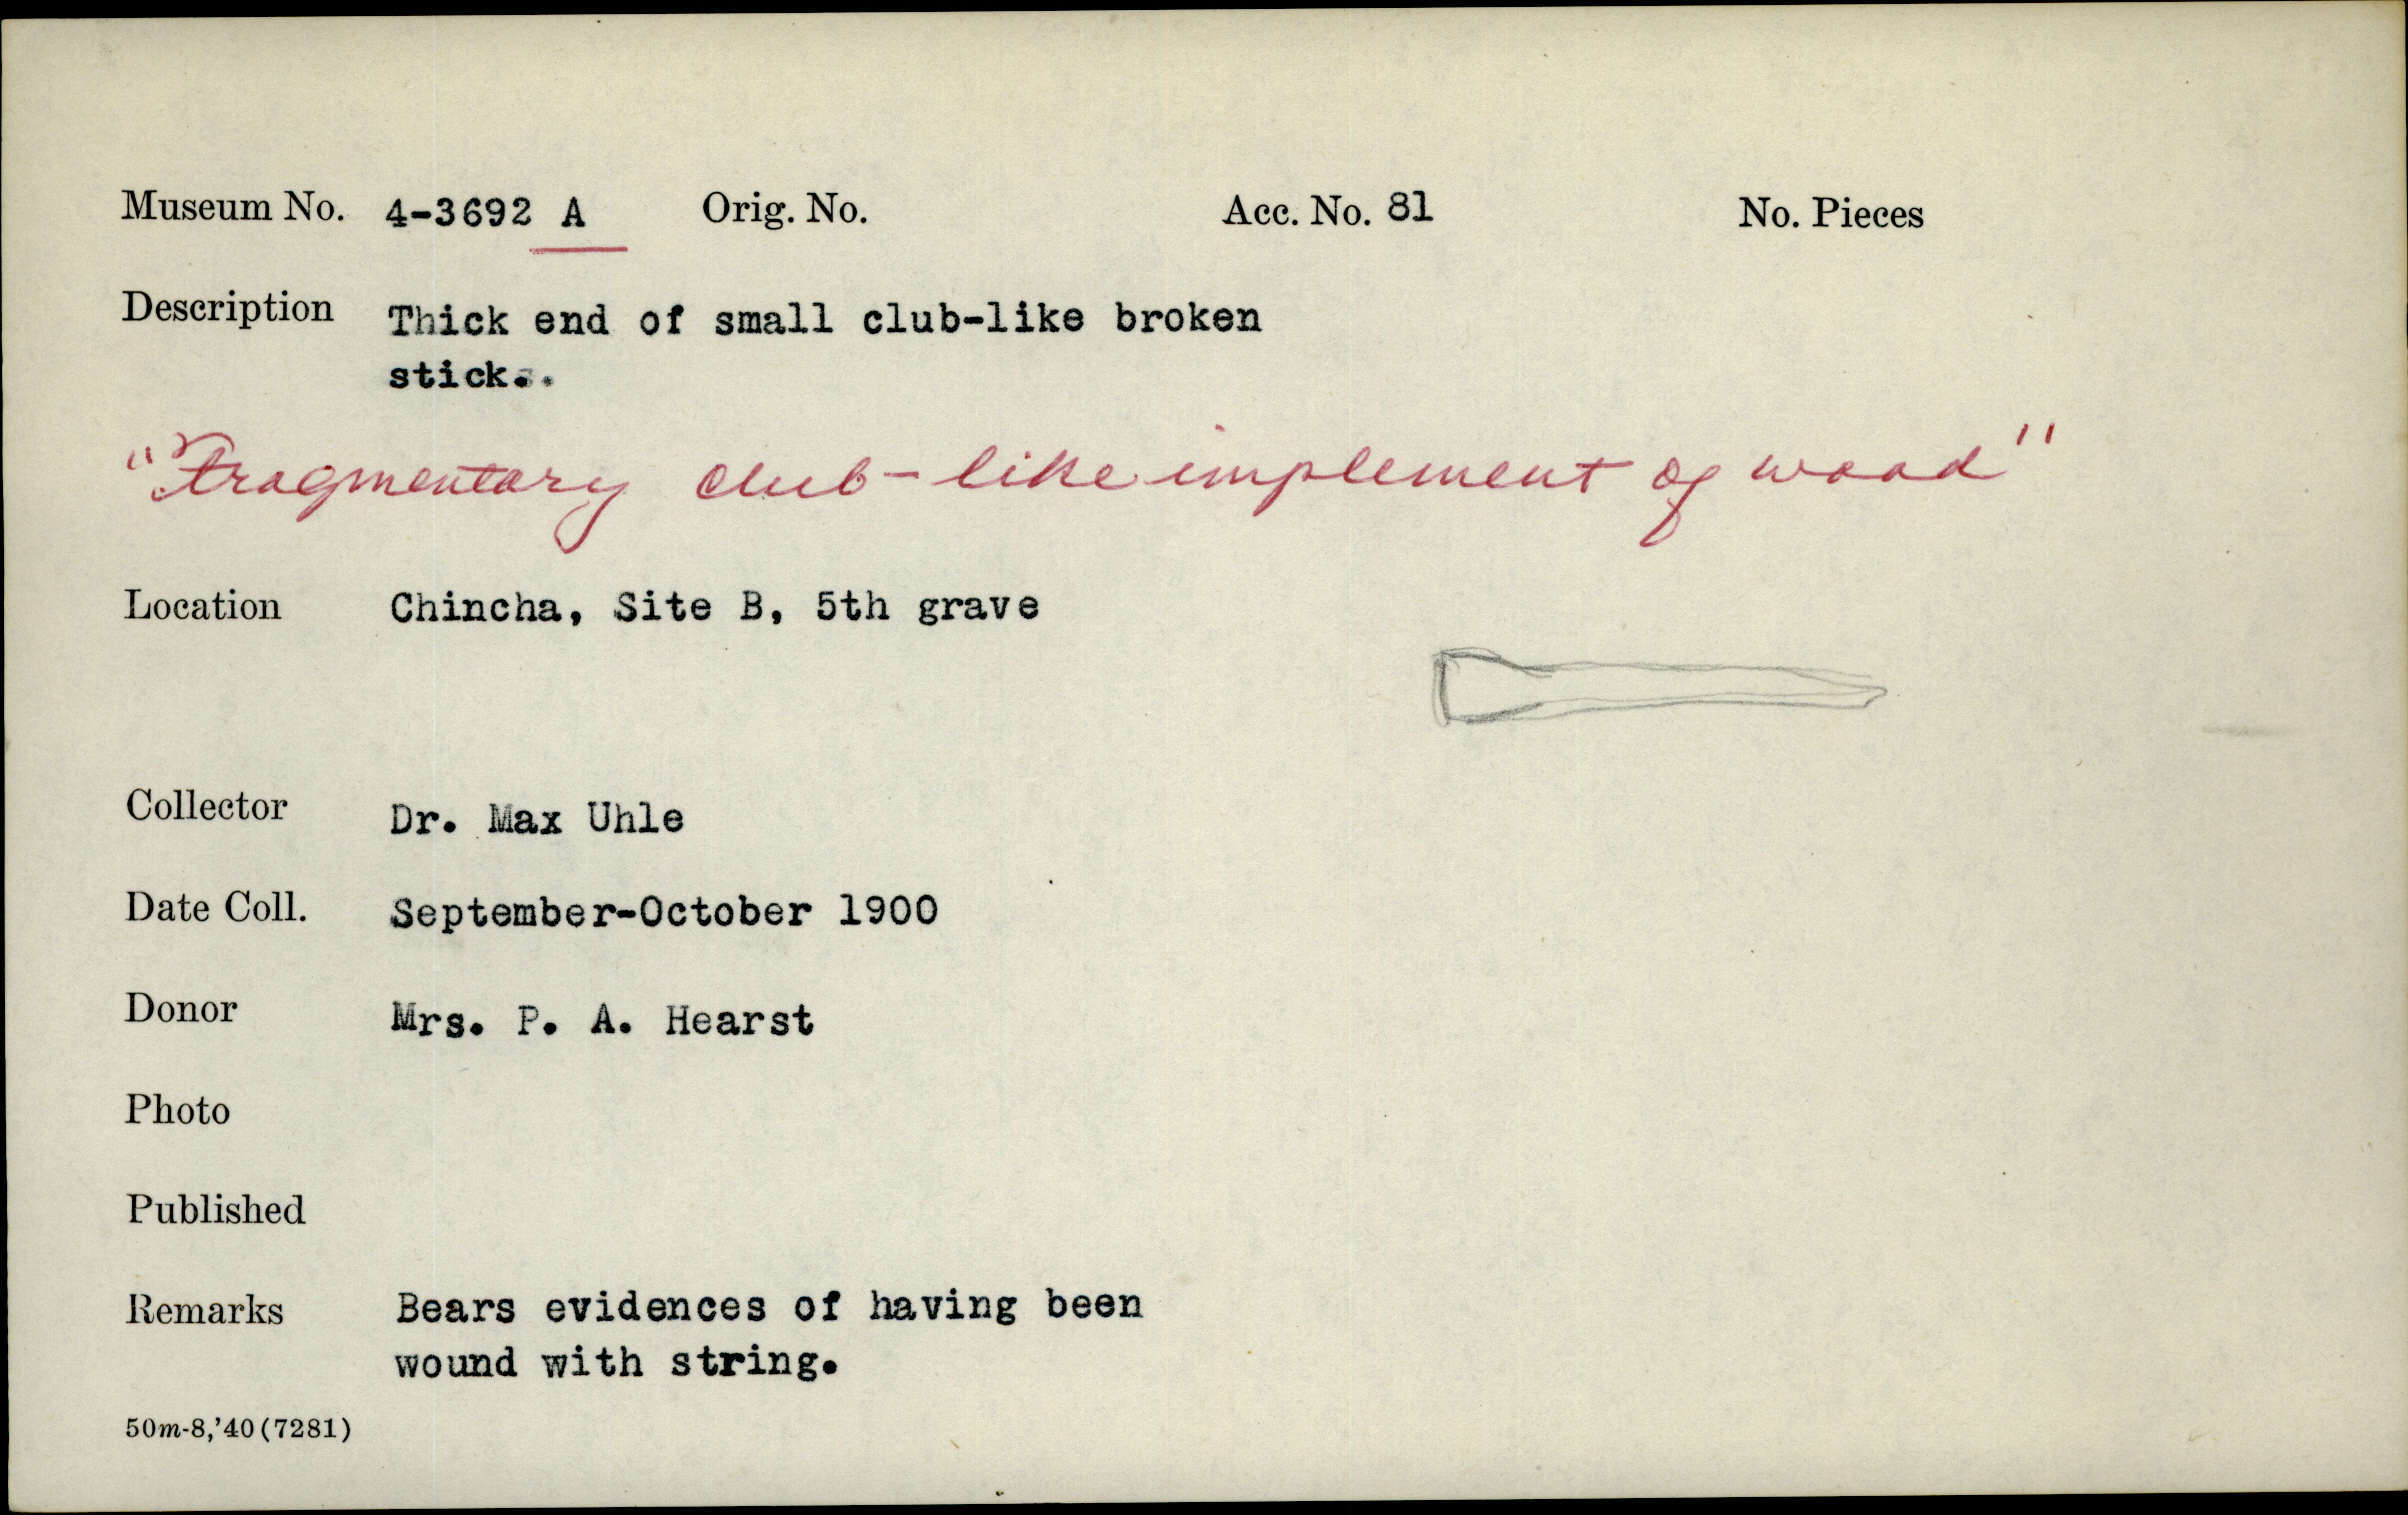 Museum No. 4-3692 A Orig. No. Acc. No. 81 No. Pieces
Description Thick end of small club-like broken
stick.
"Fragmentary club-like implement of wood"
Location Chincha, Site B, 5th grave
Collector Dr. Max Uhle
Date Coll. September-October 1900
Donor Mrs. P. A. Hearst
Photo
Published
Remarks Bears evidences of having been
wound with string.
50m-8,'40(7281)